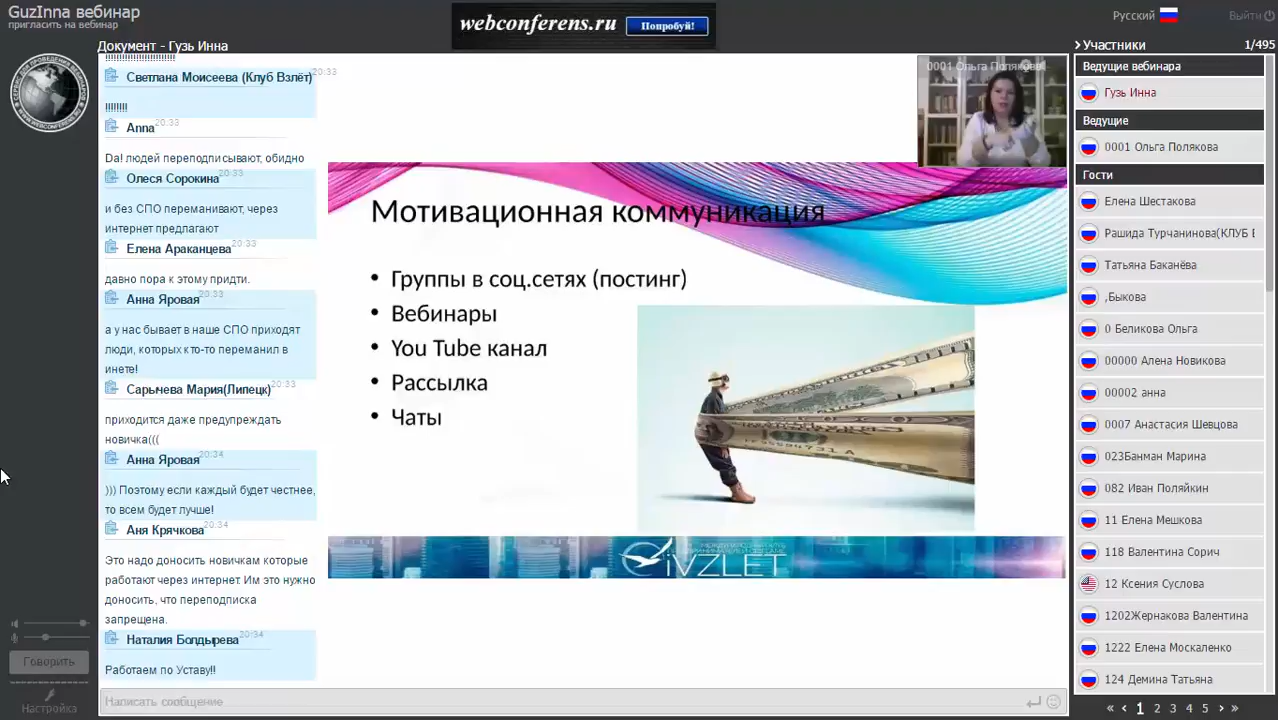 GuzInna вебинар
пригласить на вебинар
webconferens.ru
Попробуй!
Русский
Выйти
Документ - Гузь Инна
!!!!!!!!!!!!!!!!!!!!!!!!
Светлана Моисеева (Клуб Взлёт) 20:33
!!!!!!!!
Anna 20:33
Da! людей переподписывают, обидно
Олеся Сорокина 20:33
и без СПО переманивают, через
интернет предлагают
Елена Араканцева 20:33
давно пора к этому придти.
Анна Яровая 20:33
а у нас бывает в наше СПО приходят
люди, которых кто-то переманил в
инете!
Сарычева Мария(Липецк) 20:33
приходится даже предупреждать
новичка(((
Анна Яровая 20:34
))) Поэтому если каждый будет честнее,
то всем будет лучше!
Аня Крячкова 20:34
Это надо доносить новичкам которые
работают через интернет Им это нужно
доносить, что переподписка
запрещена.
Наталия Болдырева 20:34
Работаем по Уставу!!
Написать сообщение
Говорить
Настройка
0001 Ольга Полякова
Мотивационная коммуникация
• Группы в соц.сетях (постинг)
• Вебинары
• You Tube канал
• Рассылка
• Чаты
iVZLET
Участники 1/495
Ведущие вебинара
Гузь Инна
Ведущие
0001 Ольга Полякова
Гости
Елена Шестакова
Рашида Турчанинова(КЛУБ
Татьяна Баканёва
,Быкова
0 Беликова Ольга
00000 Алена Новикова
00002 анна
0007 Анастасия Шевцова
023Банман Марина
082 Иван Поляйкин
11 Елена Мешкова
118 Валентина Сорич
12 Ксения Суслова
1202Жернакова Валентина
1222 Елена Москаленко
124 Демина Татьяна
« ‹ 1 2 3 4 5 › »